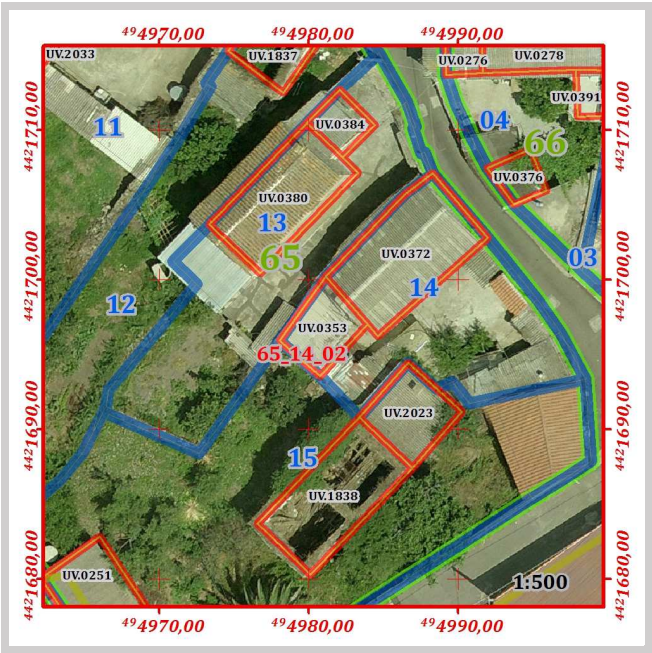 ⁴⁹4970,00 ⁴⁹4980,00 ⁴⁹4990,00
UV.2033 UV.1837 UV.0276 UV.0278
UV.0391
11 UV.0384 04
66
UV.0376
UV.0380
13
65 UV.0372 03
12 14
UV.0353
65_14_02
UV.2023
15
UV.1838
UV.0251 1:500
⁴⁹4970,00 ⁴⁹4980,00 ⁴⁹4990,00
⁴⁴²1710,00
⁴⁴²1700,00
⁴⁴²1690,00
⁴⁴²1680,00
⁴⁴²1710,00
⁴⁴²1700,00
⁴⁴²1690,00
⁴⁴²1680,00